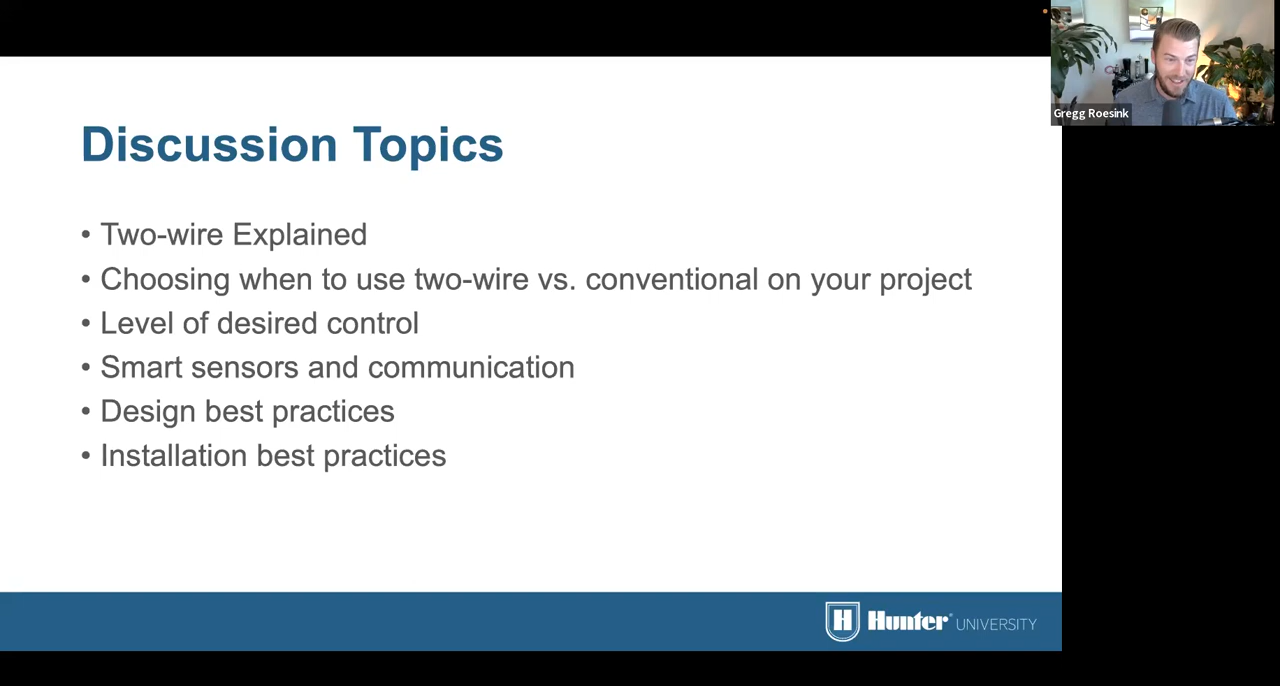 Gregg Roesink
Discussion Topics
• Two-wire Explained
• Choosing when to use two-wire vs. conventional on your project
• Level of desired control
• Smart sensors and communication
• Design best practices
• Installation best practices
H Hunter® UNIVERSITY